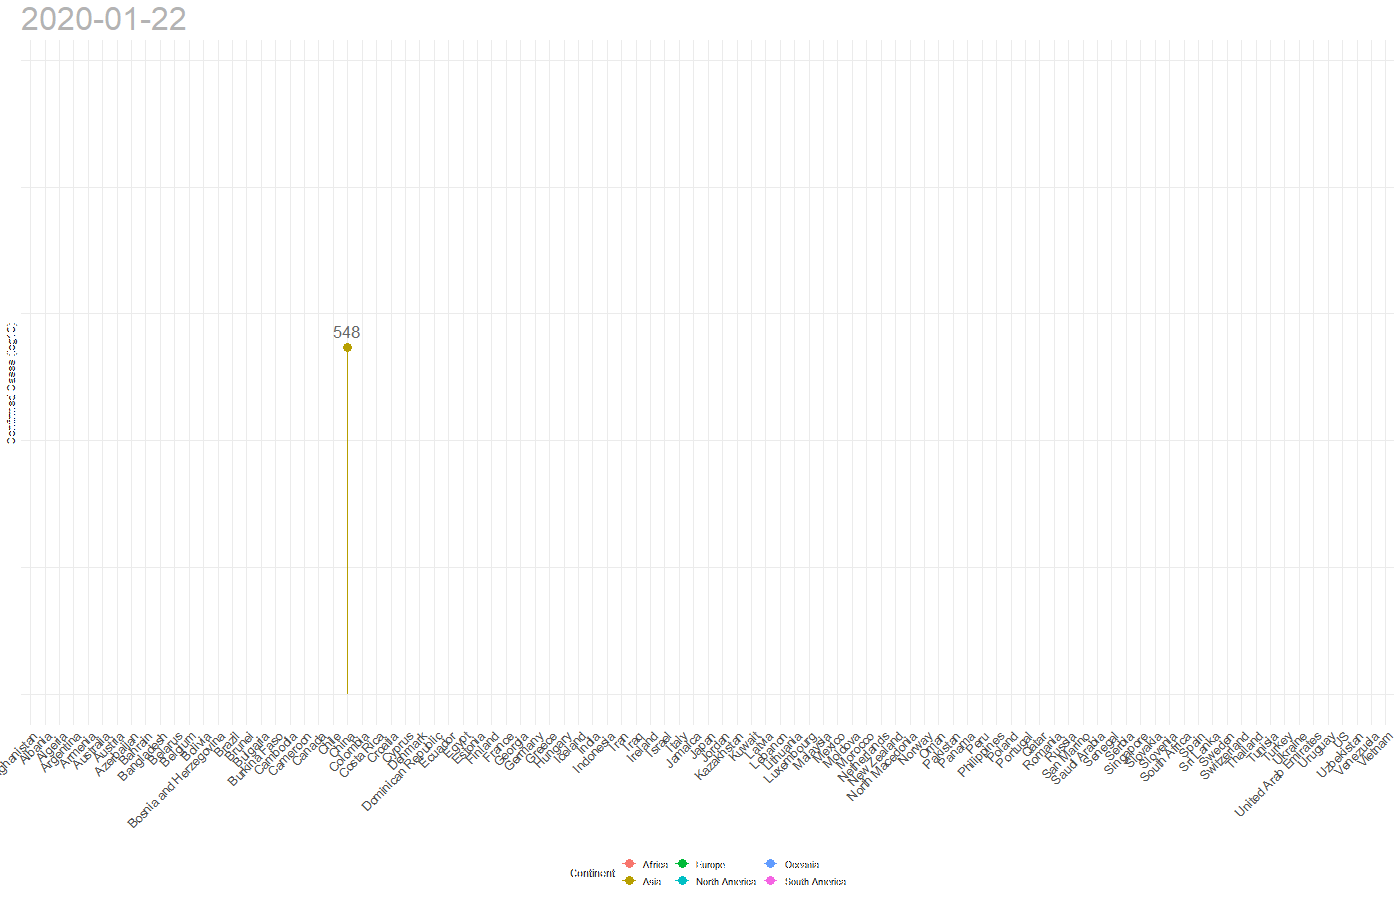 2020-01-22
Confirmed Cases (log10)
548
Afghanistan
Albania
Algeria
Argentina
Armenia
Australia
Austria
Azerbaijan
Bahrain
Bangladesh
Belarus
Belgium
Bolivia
Bosnia and Herzegovina
Brazil
Brunei
Bulgaria
Burkina Faso
Cambodia
Cameroon
Canada
Chile
China
Colombia
Costa Rica
Croatia
Cyprus
Denmark
Dominican Republic
Ecuador
Egypt
Estonia
Finland
France
Georgia
Germany
Greece
Hungary
Iceland
India
Indonesia
Iran
Iraq
Ireland
Israel
Italy
Jamaica
Japan
Jordan
Kazakhstan
Kuwait
Latvia
Lebanon
Lithuania
Luxembourg
Malaysia
Mexico
Moldova
Morocco
Netherlands
New Zealand
North Macedonia
Norway
Oman
Pakistan
Panama
Peru
Philippines
Poland
Portugal
Qatar
Romania
Russia
San Marino
Saudi Arabia
Senegal
Serbia
Singapore
Slovakia
Slovenia
South Africa
Spain
Sri Lanka
Sweden
Switzerland
Thailand
Tunisia
Turkey
Ukraine
United Arab Emirates
Uruguay
US
Uzbekistan
Venezuela
Vietnam
Continent
Africa
Europe
Oceania
Asia
North America
South America